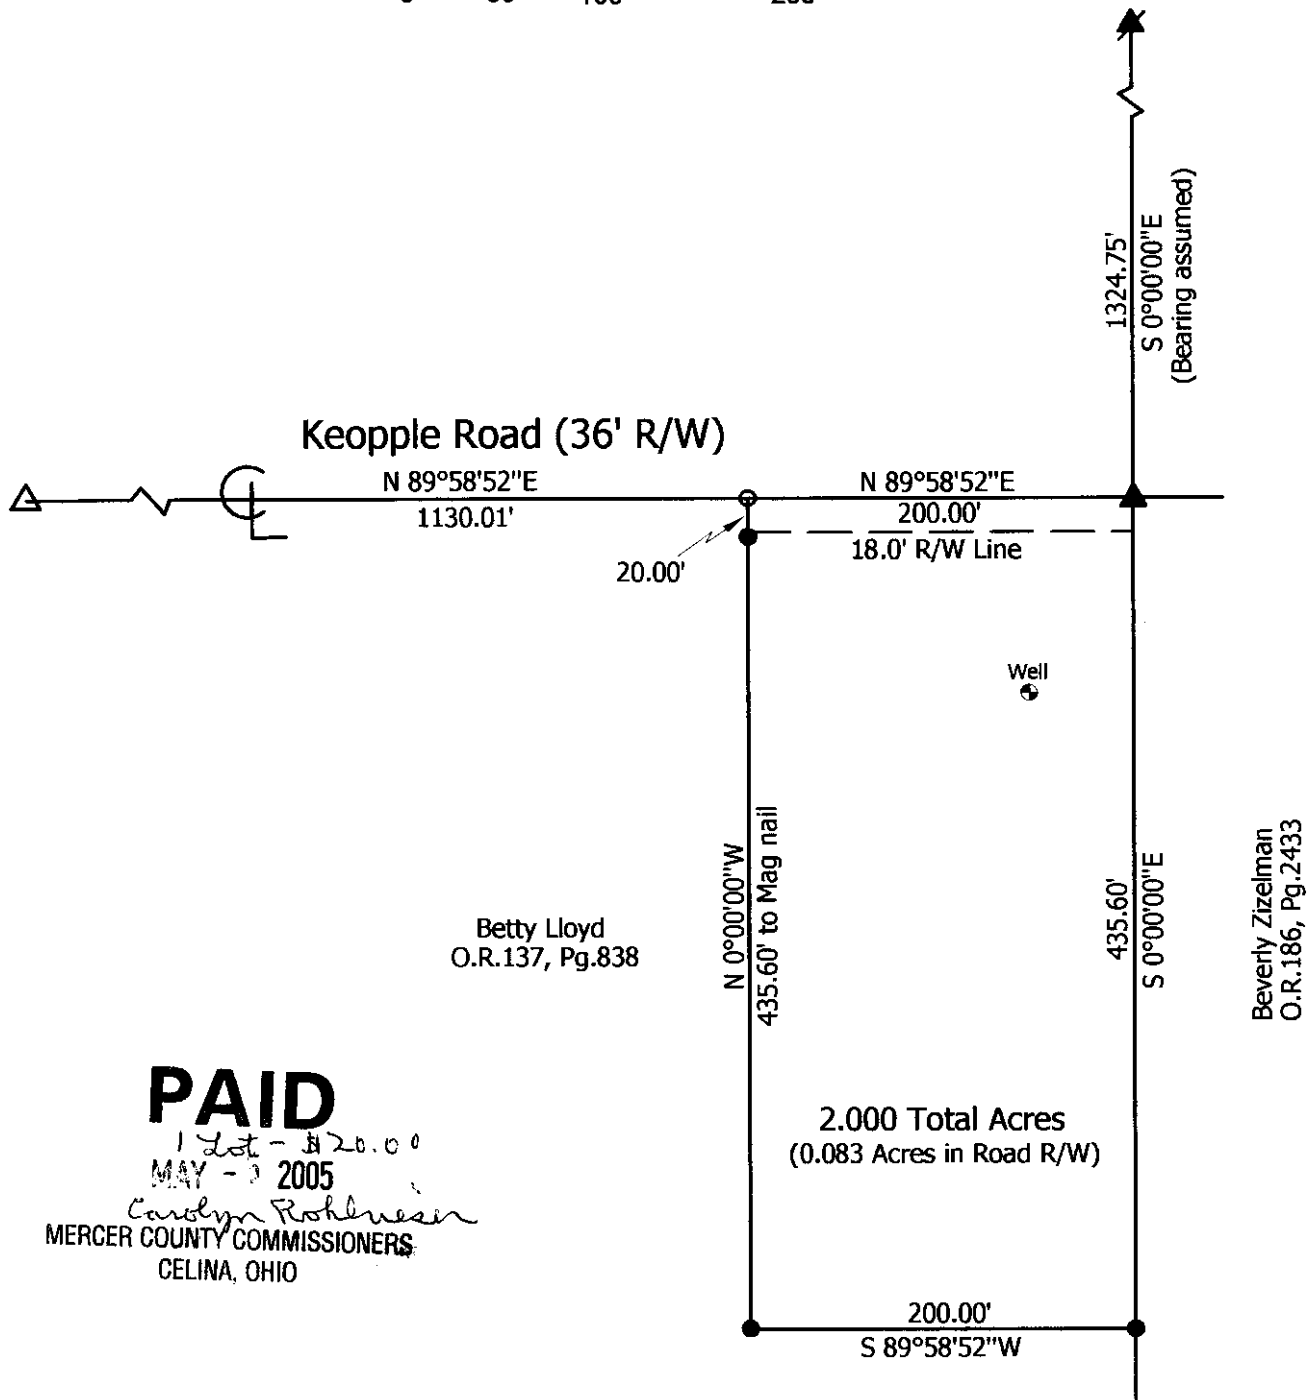 1324.75'
S 0°00'00"E
(Bearing assumed)
Keopple Road (36' R/W)
N 89°58'52"E
1130.01'
N 89°58'52"E
200.00'
18.0' R/W Line
20.00'
Well
N 0°00'00"W
435.60' to Mag nail
435.60'
S 0°00'00"E
Betty Lloyd
O.R.137, Pg.838
Beverly Zizelman
O.R.186, Pg.2433
2.000 Total Acres
(0.083 Acres in Road R/W)
PAID
1 Lot - $20.00
MAY - 2005
Carolyn
MERCER COUNTY COMMISSIONERS
CELINA, OHIO
200.00'
S 89°58'52"W